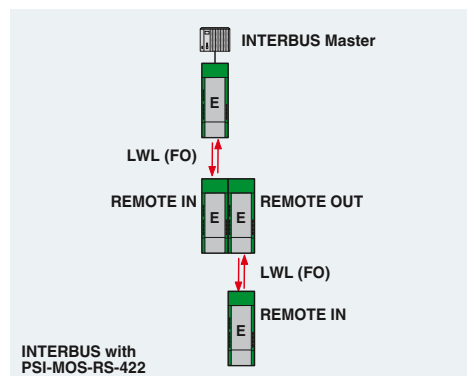 INTERBUS Master
E
LWL (FO)
REMOTE IN
E
E
REMOTE OUT
LWL (FO)
E
REMOTE IN
INTERBUS with
PSI-MOS-RS-422